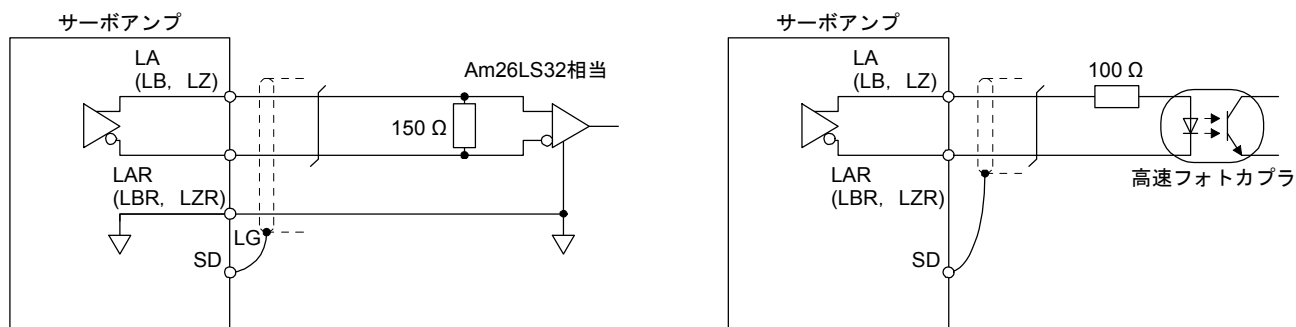 サーボアンプ
LA
(LB, LZ)
Am26LS32相当
150 Ω
LAR
(LBR, LZR)
LG
SD
サーボアンプ
LA
(LB, LZ)
100 Ω
高速フォトカプラ
LAR
(LBR, LZR)
SD